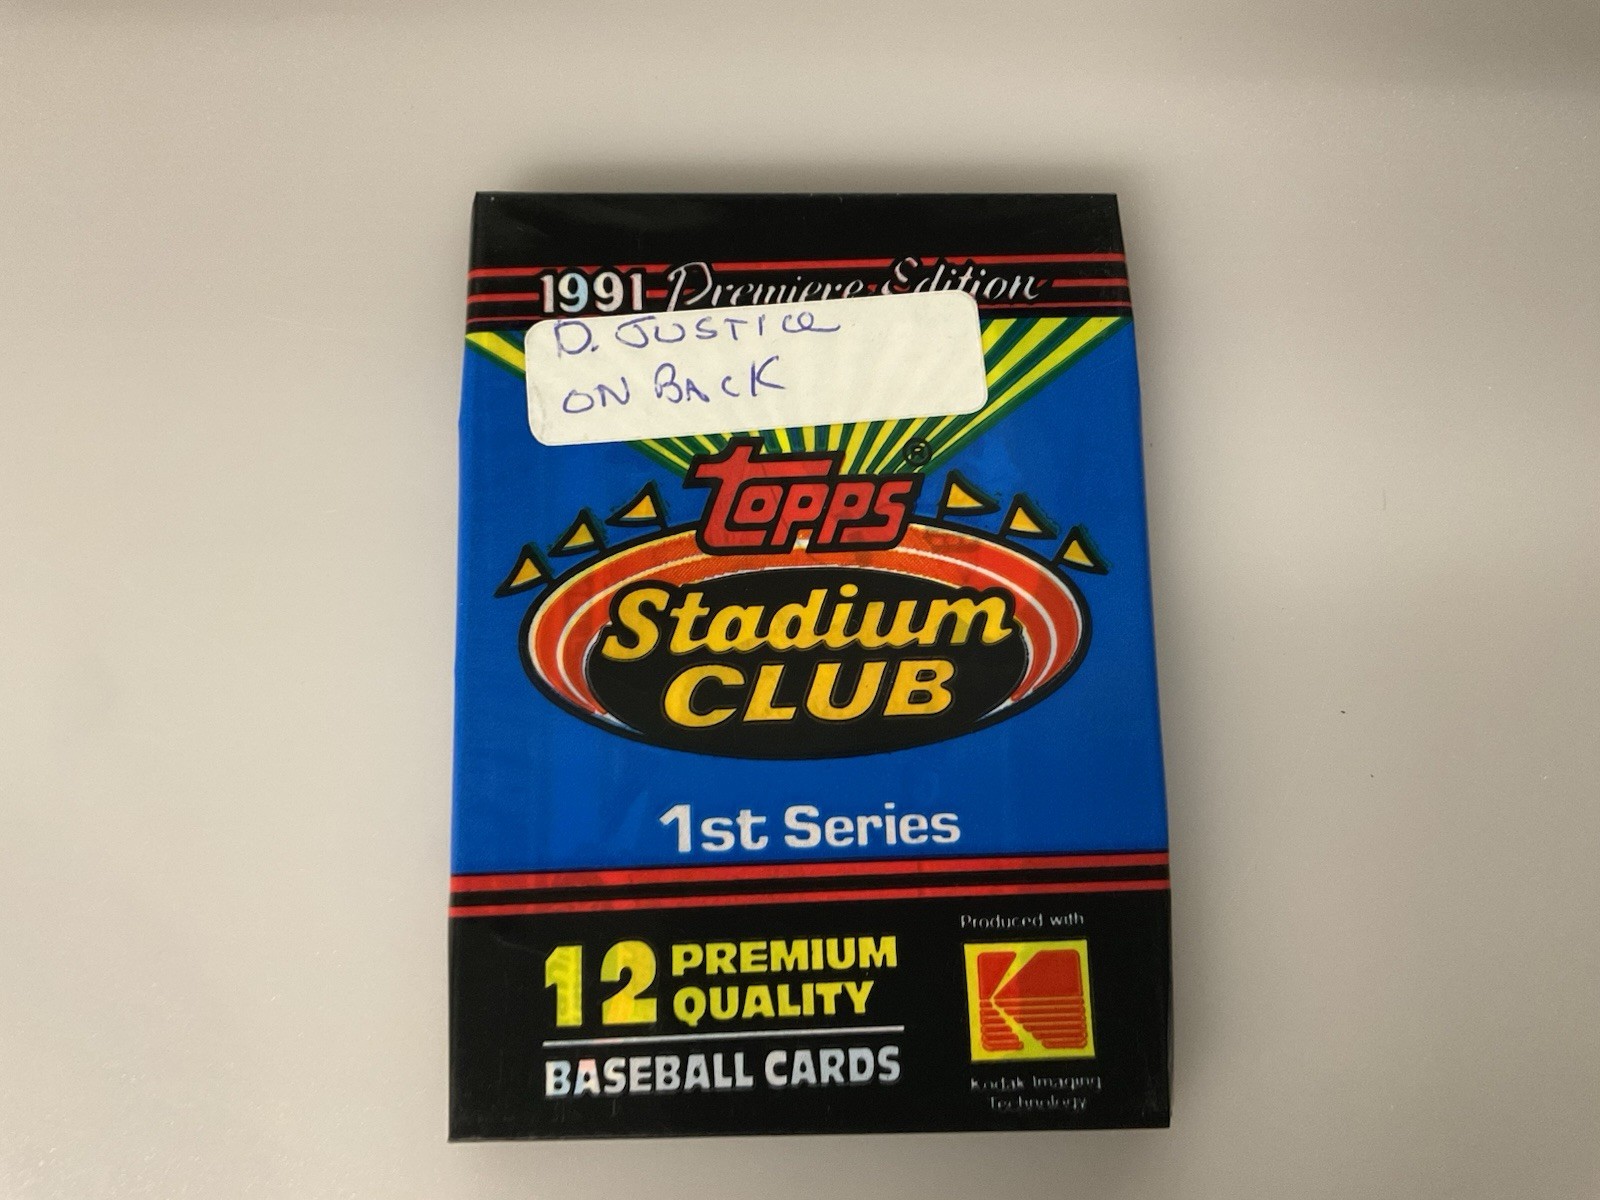 1991 Premiere Edition
D. JUSTICE
ON BACK
TOPPS ®
Stadium
CLUB
1st Series
12 PREMIUM
QUALITY
BASEBALL CARDS
Produced with
Kodak Imaging
Technology